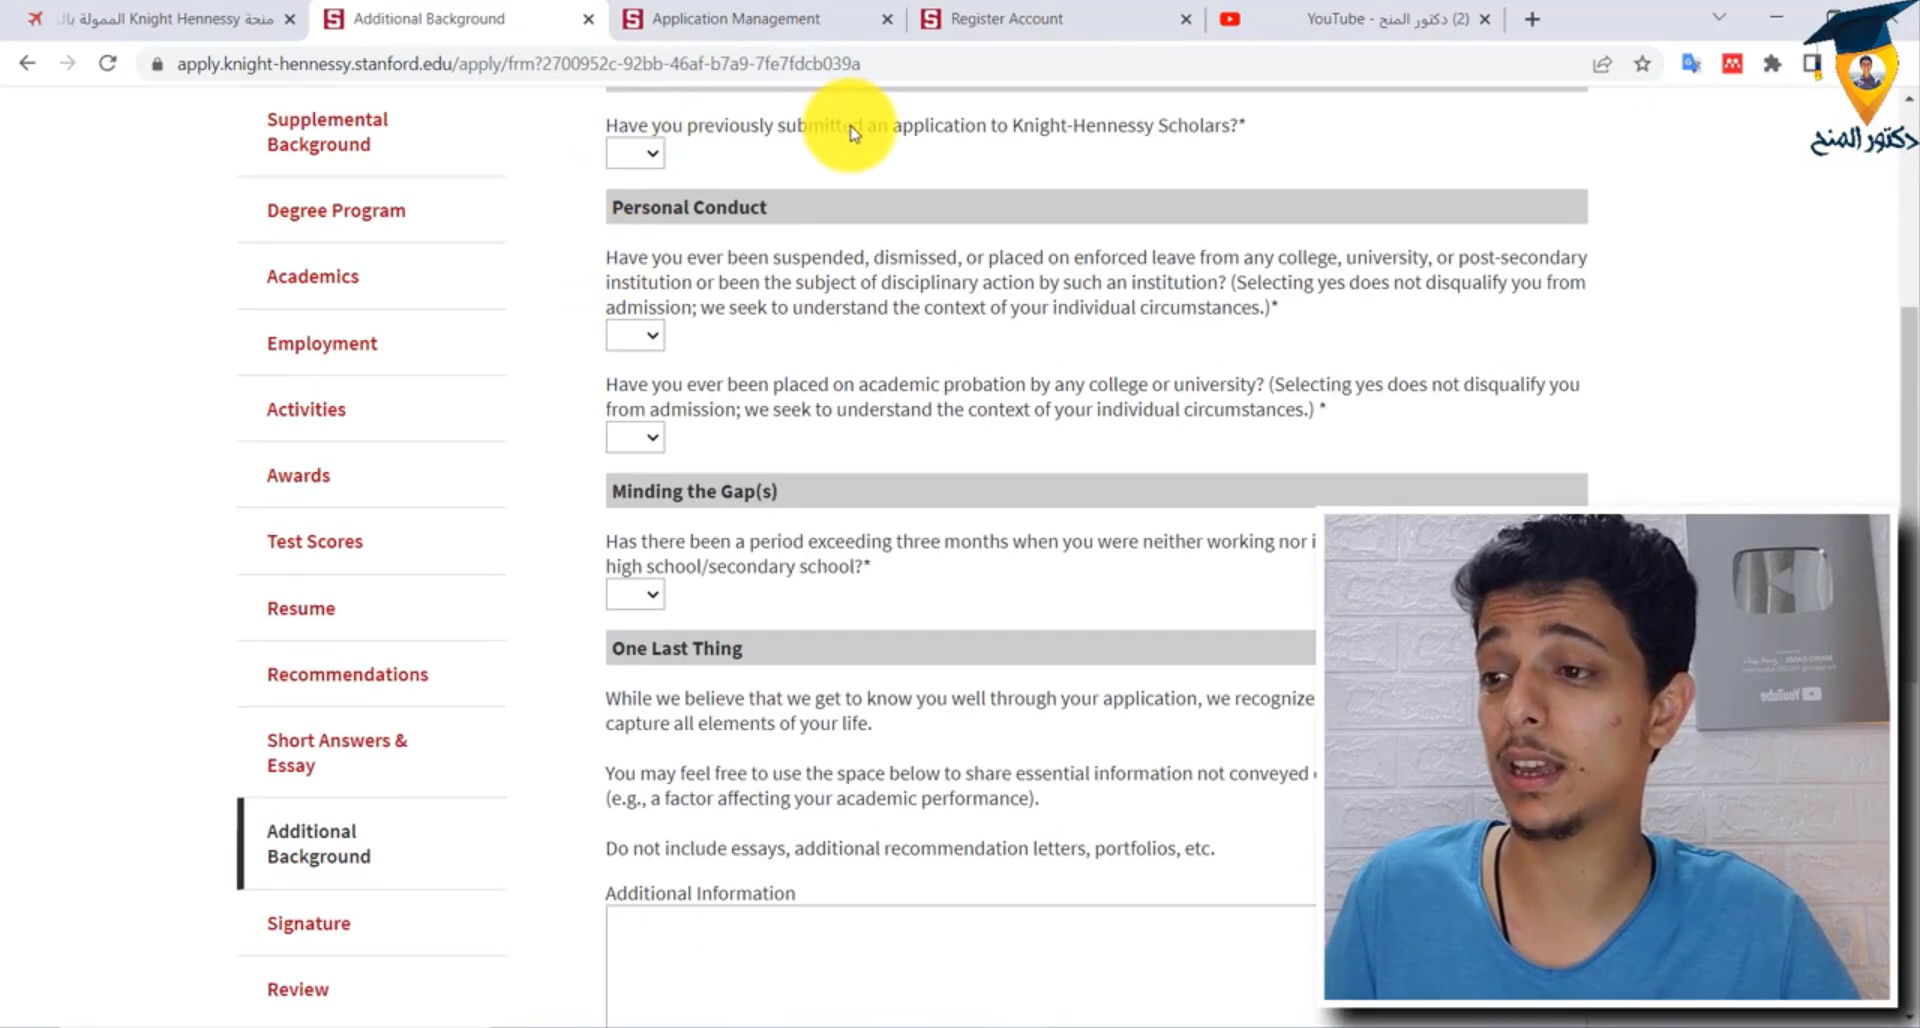 منحة Knight Hennessy الممولة بال
Additional Background
Application Management
Register Account
(2) دكتور المنح - YouTube
apply.knight-hennessy.stanford.edu/apply/frm?2700952c-92bb-46af-b7a9-7fe7fdcb039a
دكتور المنح
Supplemental
Background
Degree Program
Academics
Employment
Activities
Awards
Test Scores
Resume
Recommendations
Short Answers &
Essay
Additional
Background
Signature
Review
Have you previously submitted an application to Knight-Hennessy Scholars?*
Personal Conduct
Have you ever been suspended, dismissed, or placed on enforced leave from any college, university, or post-secondary
institution or been the subject of disciplinary action by such an institution? (Selecting yes does not disqualify you from
admission; we seek to understand the context of your individual circumstances.)*
Have you ever been placed on academic probation by any college or university? (Selecting yes does not disqualify you
from admission; we seek to understand the context of your individual circumstances.) *
Minding the Gap(s)
Has there been a period exceeding three months when you were neither working nor i
high school/secondary school?*
One Last Thing
While we believe that we get to know you well through your application, we recognize
capture all elements of your life.
You may feel free to use the space below to share essential information not conveyed
(e.g., a factor affecting your academic performance).
Do not include essays, additional recommendation letters, portfolios, etc.
Additional Information
YouTube